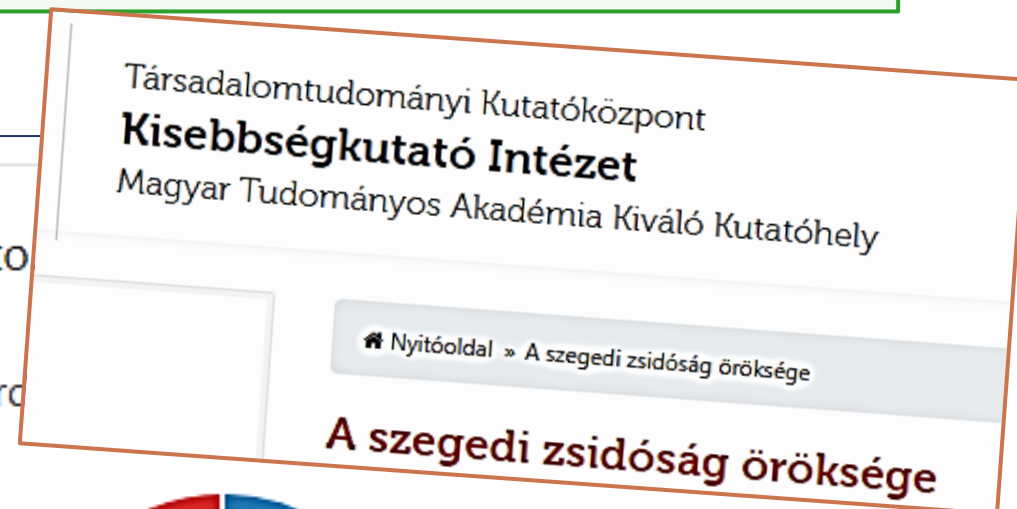 Társadalomtudományi Kutatóközpont
Kisebbségkutató Intézet
Magyar Tudományos Akadémia Kiváló Kutatóhely
Nyitóoldal » A szegedi zsidóság öröksége
A szegedi zsidóság öröksége